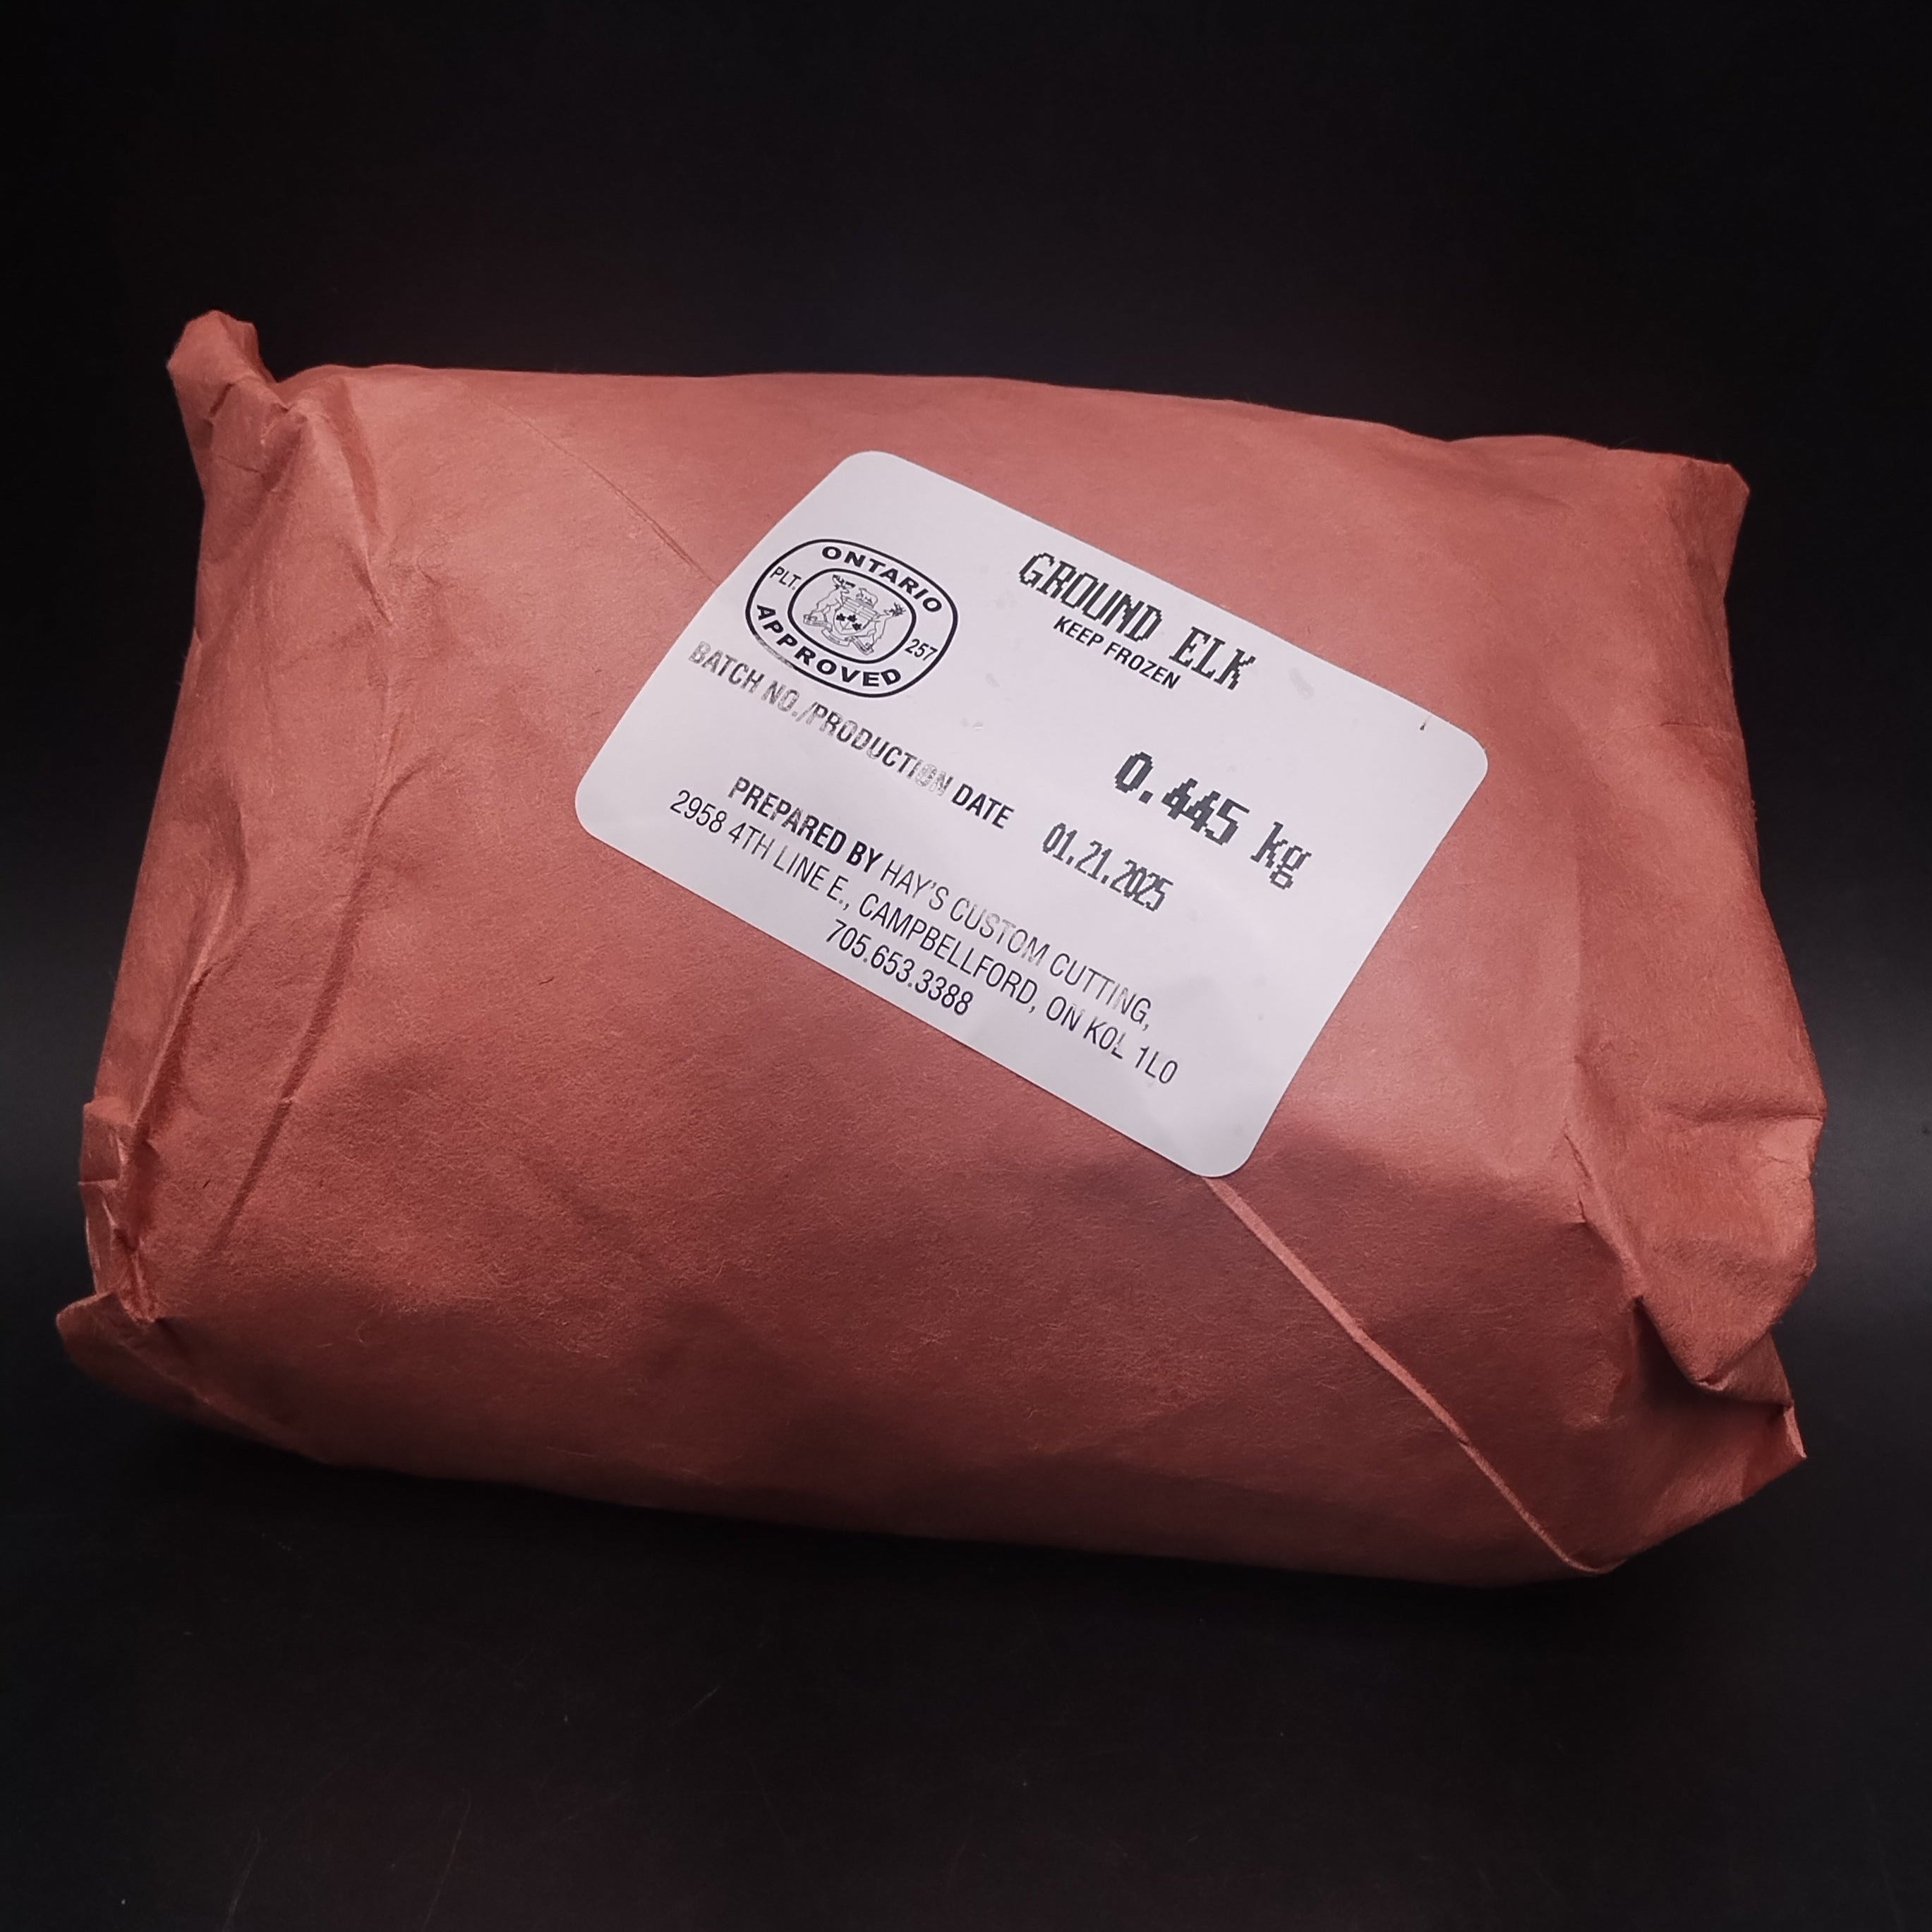 ONTARIO
PLT. 257
APPROVED
GROUND ELK
KEEP FROZEN
0.445 kg
BATCH NO./PRODUCTION DATE 01.21.2025
PREPARED BY HAY'S CUSTOM CUTTING,
2958 4TH LINE E., CAMPBELLFORD, ON K0L 1L0
705.653.3388